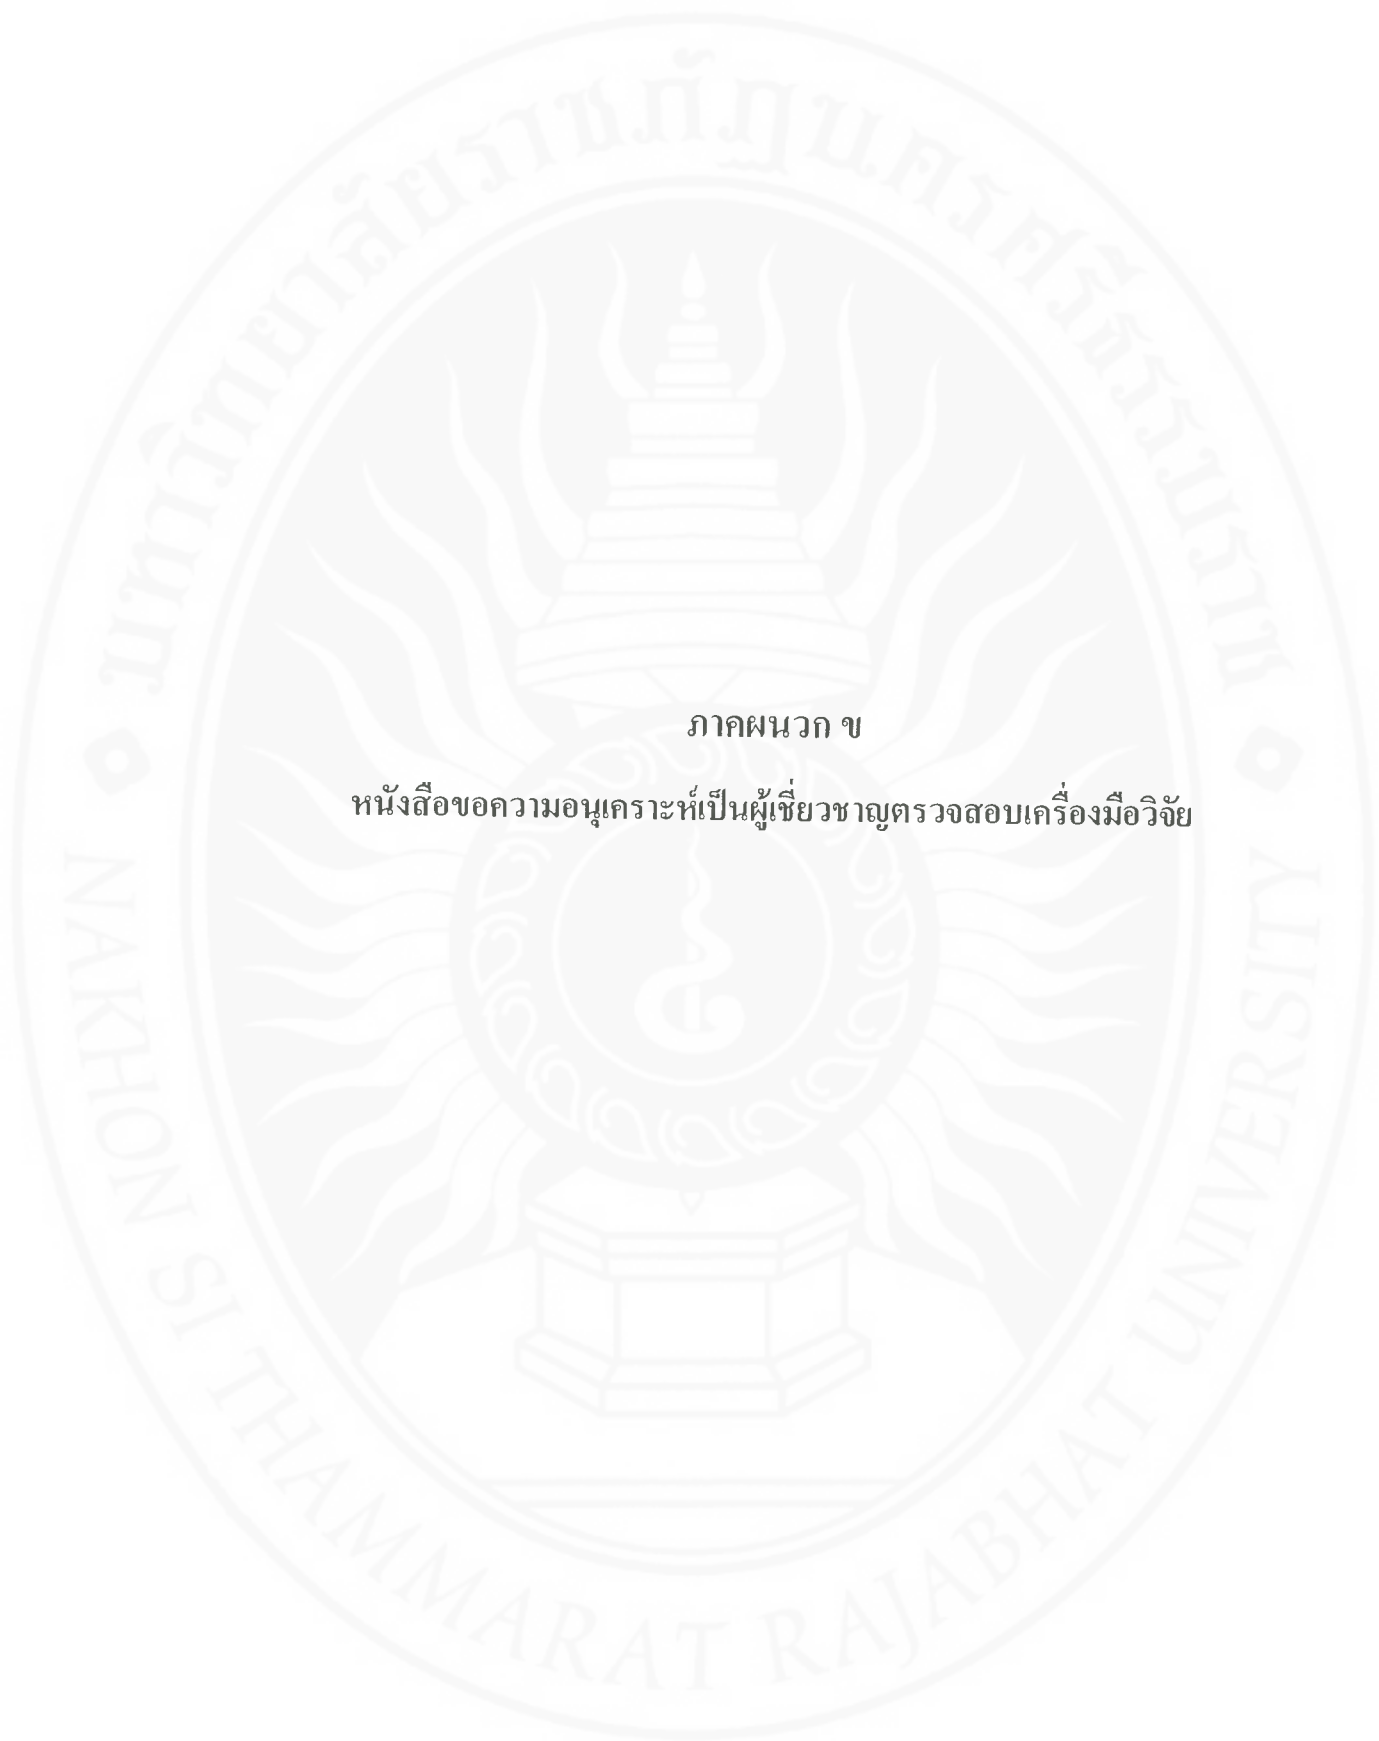 มหาวิทยาลัยราชภัฏนครศรีธรรมราช
ภาคผนวก ข
หนังสือขอความอนุเคราะห์เป็นผู้เชี่ยวชาญตรวจสอบเครื่องมือวิจัย
NAKHON SI THAMMARAT RAJABHAT UNIVERSITY